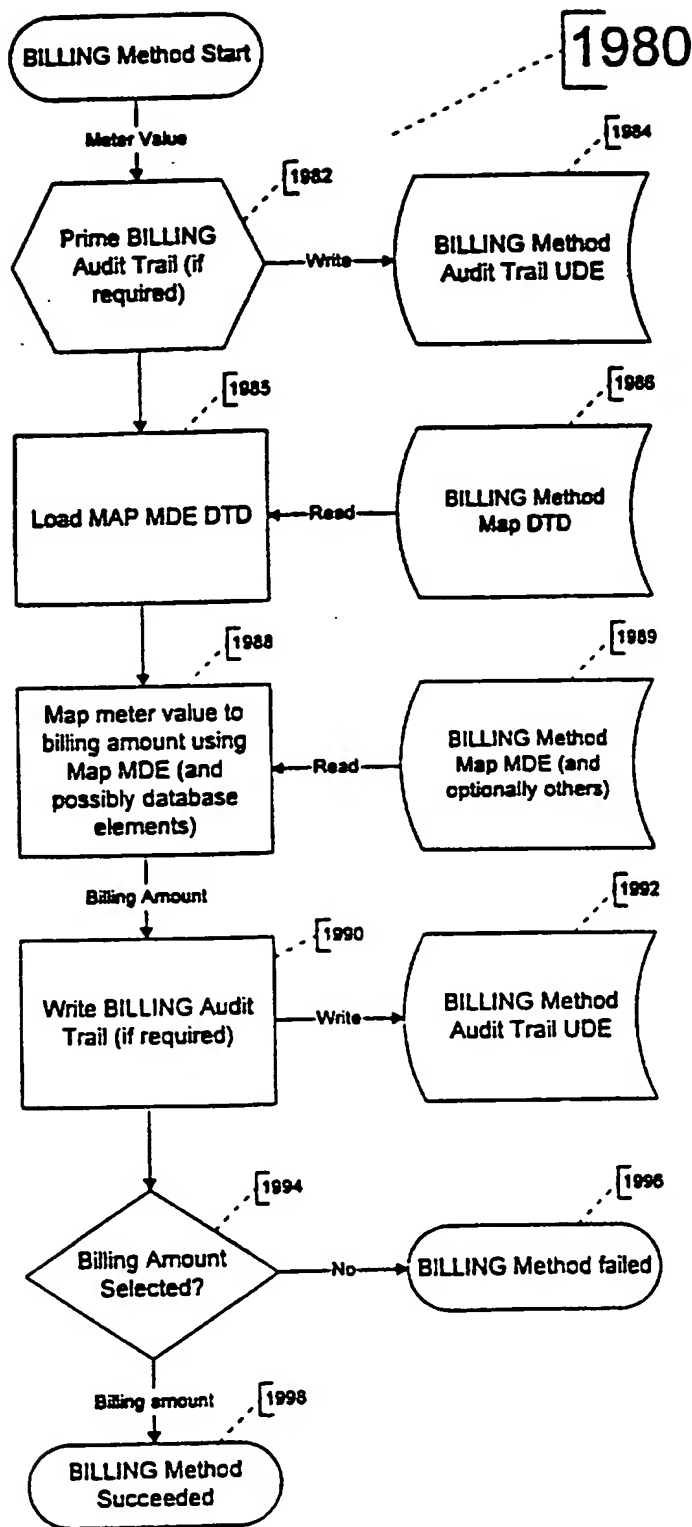 BILLING Method Start
1980
Meter Value
1984
1982
Prime BILLING
Audit Trail (if
required)
Write
BILLING Method
Audit Trail UDE
1985
1986
Load MAP MDE DTD
Read
BILLING Method
Map DTD
1988
1989
Map meter value to
billing amount using
Map MDE (and
possibly database
elements)
Read
BILLING Method
Map MDE (and
optionally others)
Billing Amount
1990
1992
Write BILLING Audit
Trail (if required)
Write
BILLING Method
Audit Trail UDE
1994
1996
Billing Amount
Selected?
No
BILLING Method failed
Billing amount
1998
BILLING Method
Succeeded